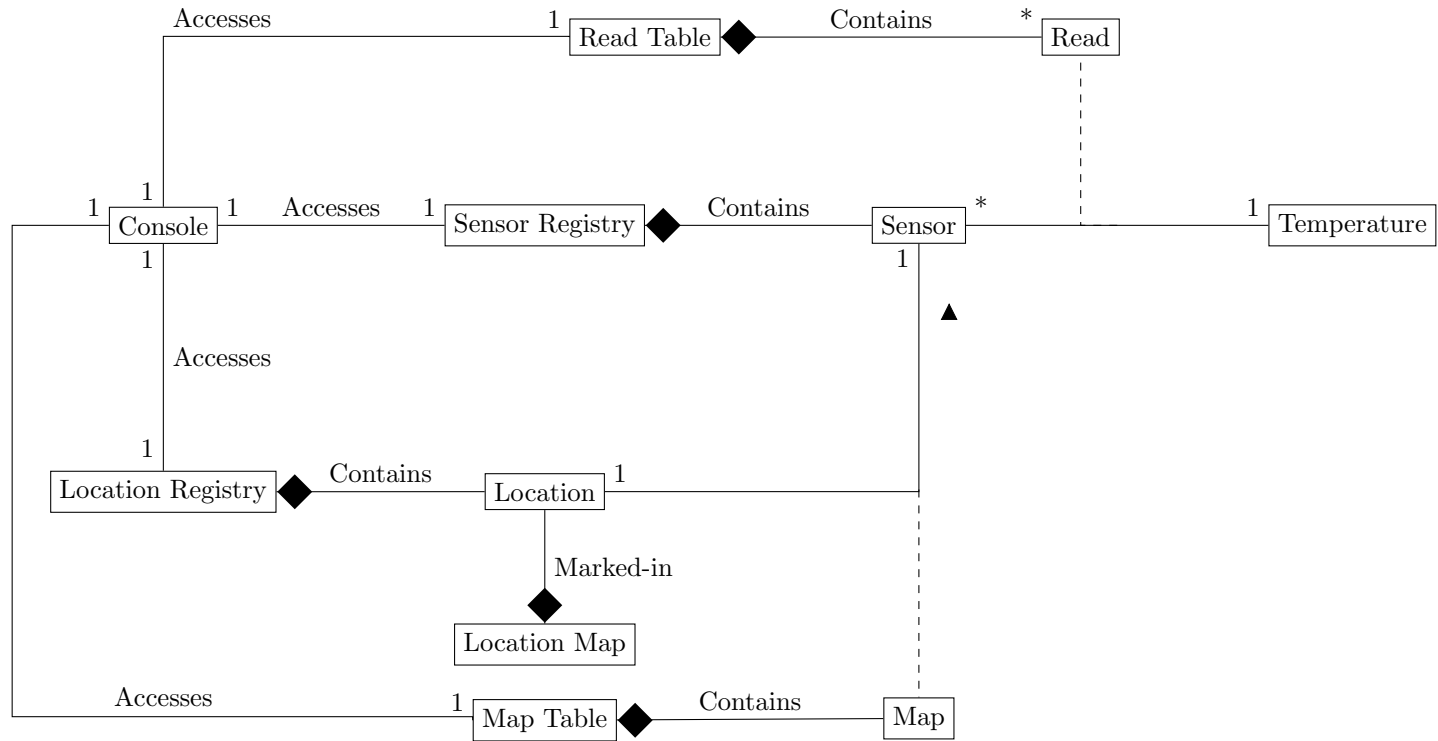 Accesses
1
Read Table
Contains
*
Read
1
1
Console
1
Accesses
1
Sensor Registry
Contains
Sensor
*
1
Temperature
1
1
Accesses
1
Location Registry
Contains
Location
1
Marked-in
Location Map
Accesses
1
Map Table
Contains
Map